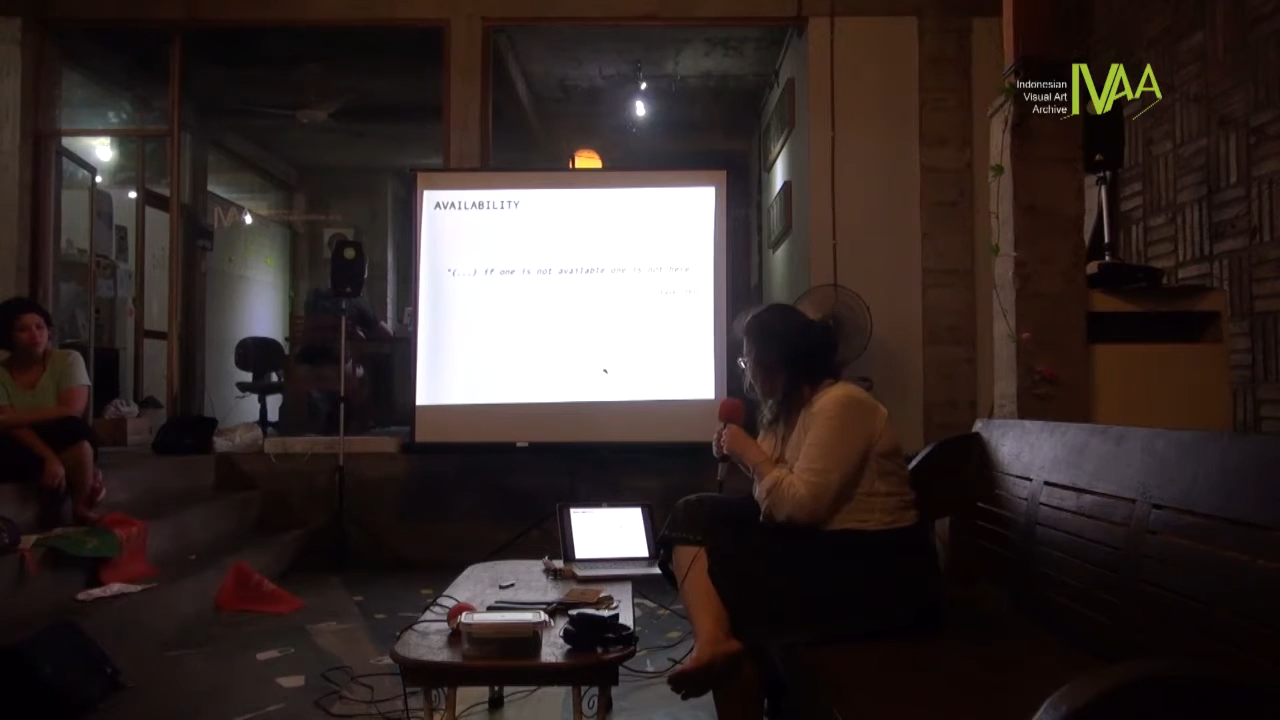 Indonesian
Visual Art
Archive
IVAA
AVAILABILITY
"(...) if one is not available one is not here